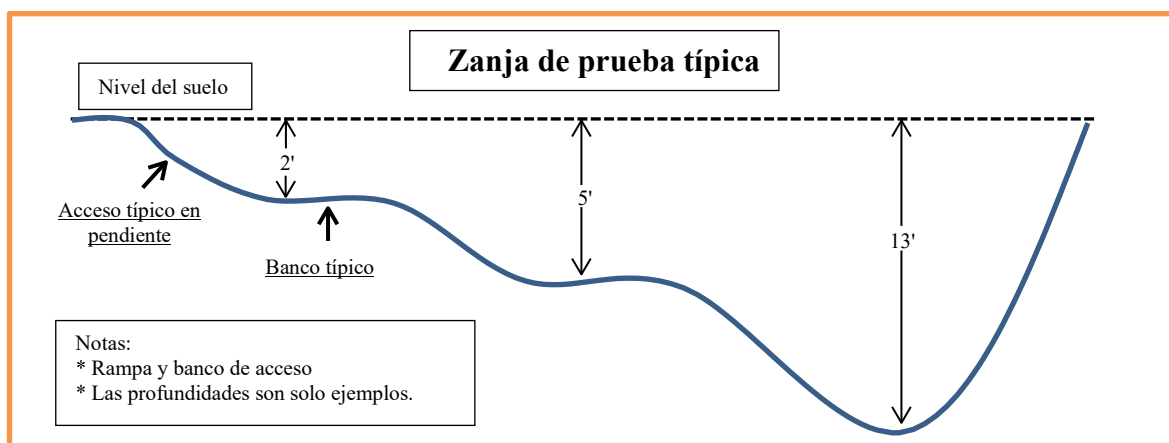 Zanja de prueba típica
Nivel del suelo
2'
5'
13'
Acceso típico en
pendiente
Banco típico
Notas:
* Rampa y banco de acceso
* Las profundidades son solo ejemplos.